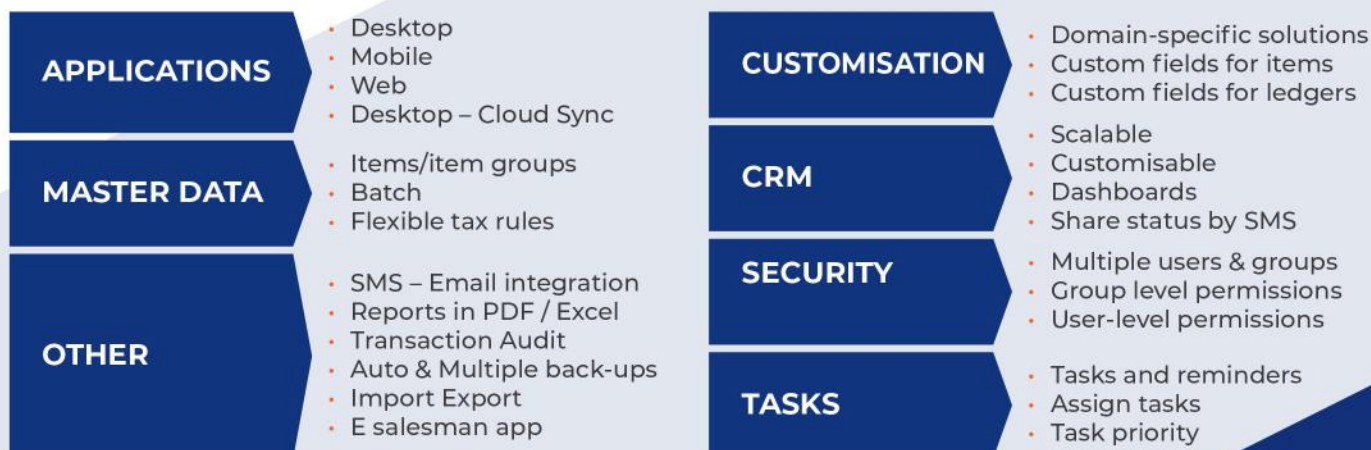 APPLICATIONS
• Desktop
• Mobile
• Web
• Desktop – Cloud Sync
MASTER DATA
• Items/item groups
• Batch
• Flexible tax rules
OTHER
• SMS – Email integration
• Reports in PDF / Excel
• Transaction Audit
• Auto & Multiple back-ups
• Import Export
• E salesman app
CUSTOMISATION
• Domain-specific solutions
• Custom fields for items
• Custom fields for ledgers
CRM
• Scalable
• Customisable
• Dashboards
• Share status by SMS
SECURITY
• Multiple users & groups
• Group level permissions
• User-level permissions
TASKS
• Tasks and reminders
• Assign tasks
• Task priority